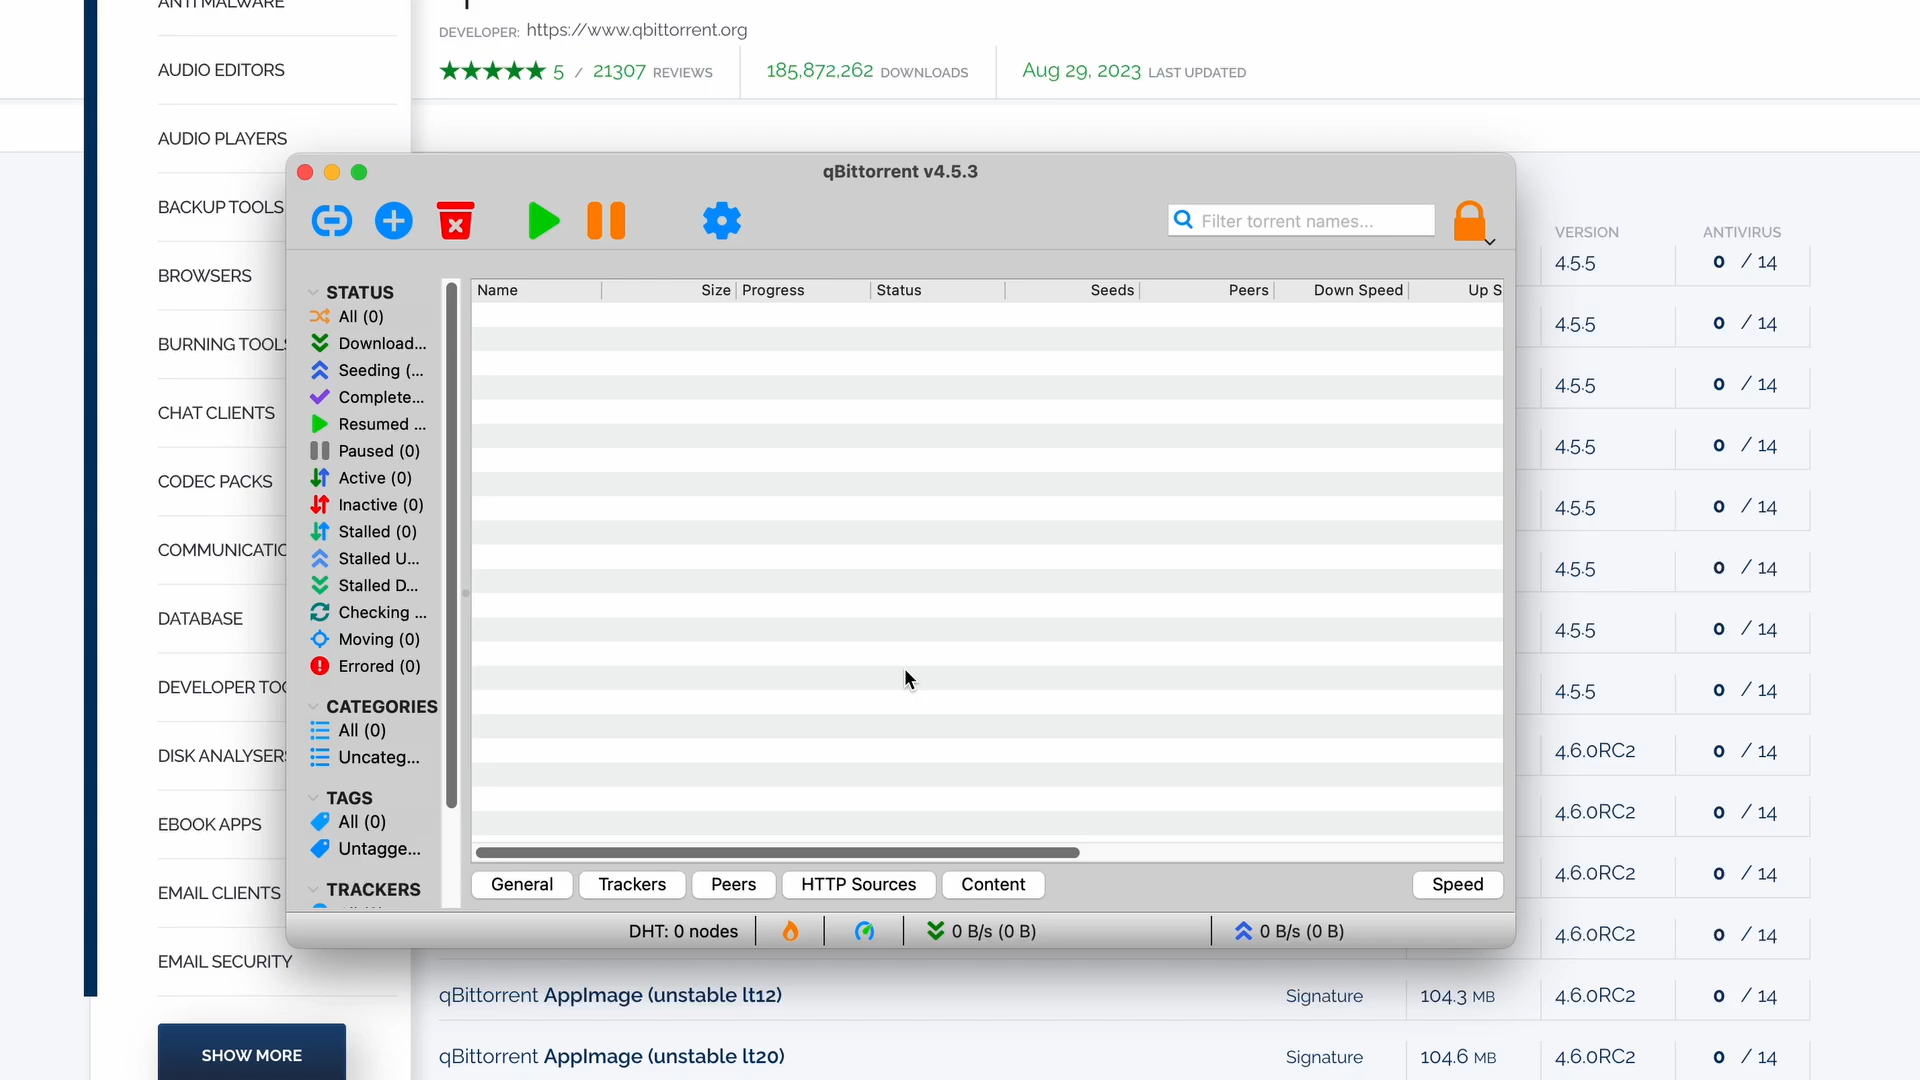 ANTI MALWARE
DEVELOPER: https://www.qbittorrent.org
AUDIO EDITORS
5 / 21307 REVIEWS
185,872,262 DOWNLOADS
Aug 29, 2023 LAST UPDATED
AUDIO PLAYERS
BACKUP TOOLS
BROWSERS
BURNING TOOLS
CHAT CLIENTS
CODEC PACKS
COMMUNICATIO
DATABASE
DEVELOPER TOO
DISK ANALYSERS
EBOOK APPS
EMAIL CLIENTS
EMAIL SECURITY
SHOW MORE
qBittorrent v4.5.3
Filter torrent names...
STATUS
All (0)
Download...
Seeding (...
Complete...
Resumed ...
Paused (0)
Active (0)
Inactive (0)
Stalled (0)
Stalled U...
Stalled D...
Checking ...
Moving (0)
Errored (0)
CATEGORIES
All (0)
Uncateg...
TAGS
All (0)
Untagge...
TRACKERS
Name Size Progress Status Seeds Peers Down Speed Up S
General Trackers Peers HTTP Sources Content Speed
DHT: 0 nodes 0 B/s (0 B) 0 B/s (0 B)
VERSION ANTIVIRUS
4.5.5 0 / 14
4.5.5 0 / 14
4.5.5 0 / 14
4.5.5 0 / 14
4.5.5 0 / 14
4.5.5 0 / 14
4.5.5 0 / 14
4.5.5 0 / 14
4.6.0RC2 0 / 14
4.6.0RC2 0 / 14
4.6.0RC2 0 / 14
4.6.0RC2 0 / 14
qBittorrent AppImage (unstable lt12) Signature 104.3 MB 4.6.0RC2 0 / 14
qBittorrent AppImage (unstable lt20) Signature 104.6 MB 4.6.0RC2 0 / 14